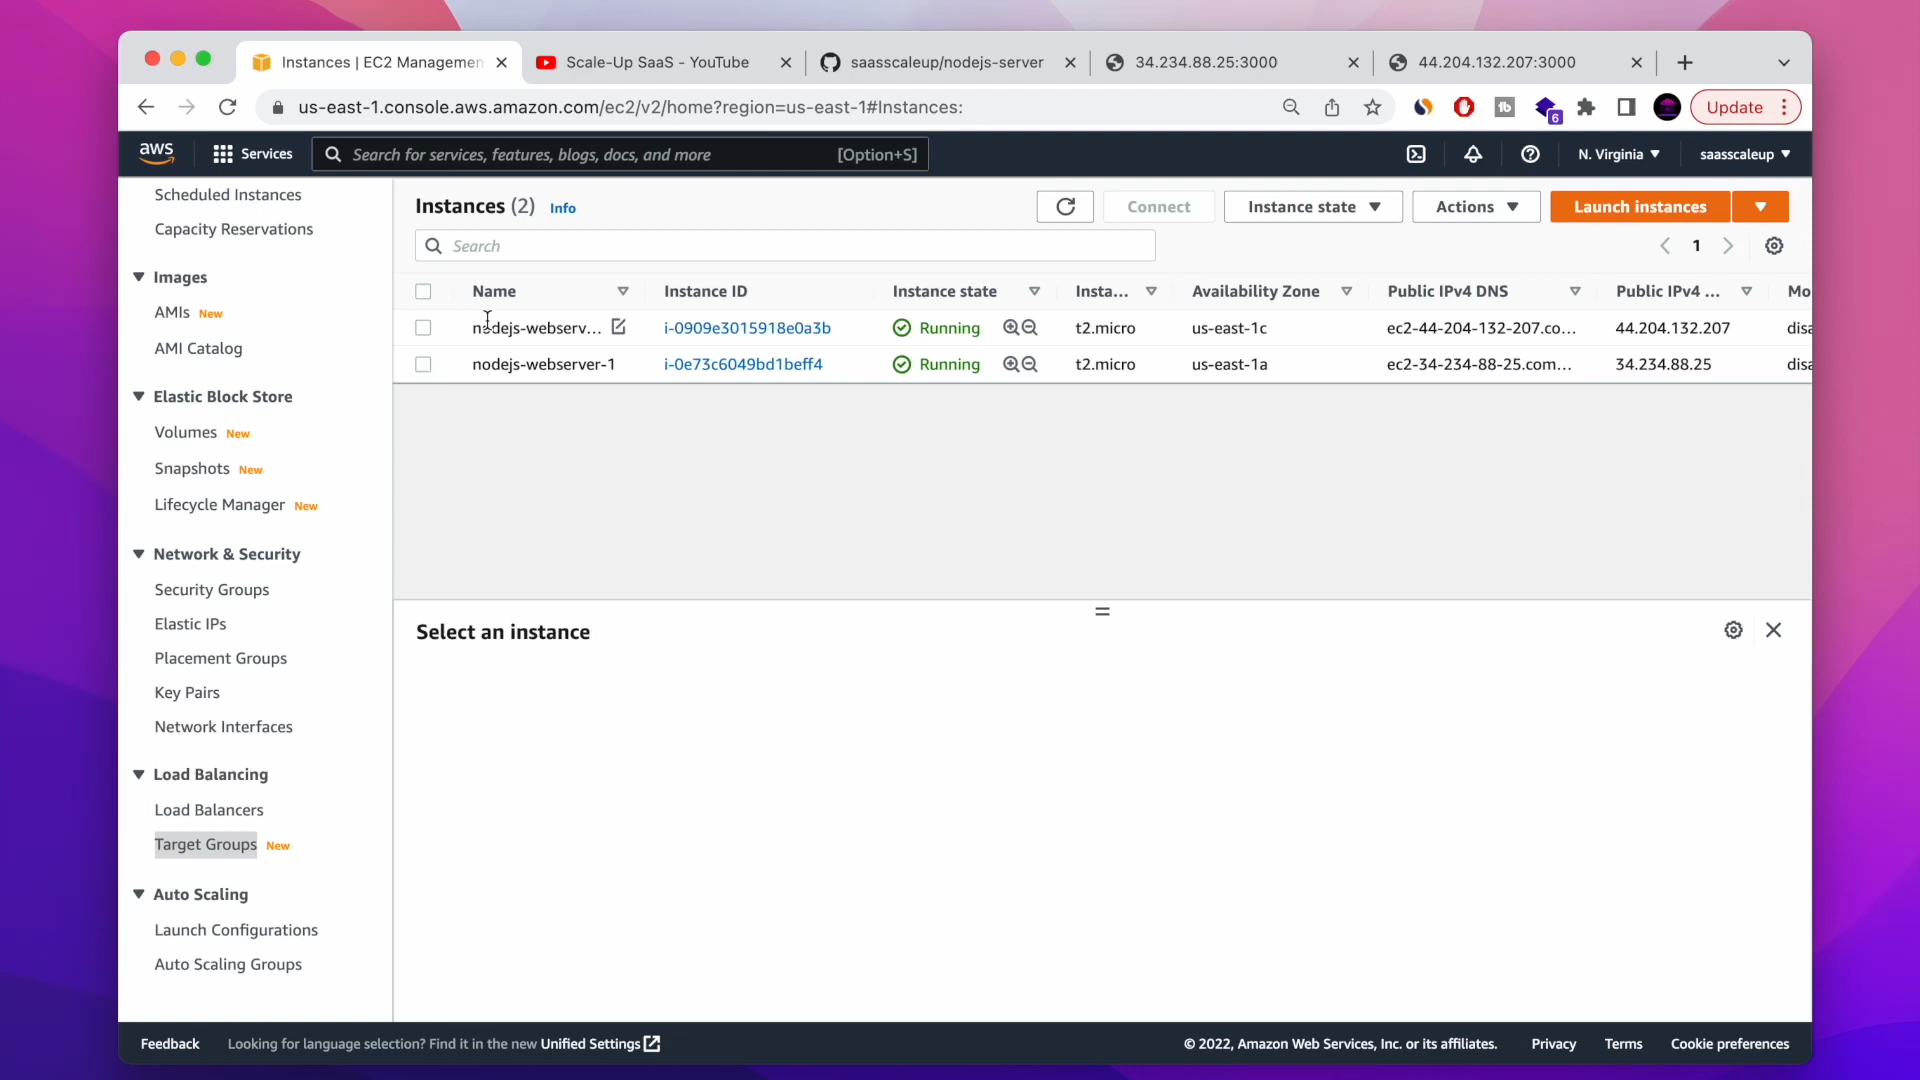 Instances | EC2 Managemen
Scale-Up SaaS - YouTube
saasscaleup/nodejs-server
34.234.88.25:3000
44.204.132.207:3000
us-east-1.console.aws.amazon.com/ec2/v2/home?region=us-east-1#Instances:
tb
6
Update
aws
Services
Search for services, features, blogs, docs, and more
[Option+S]
N. Virginia
saasscaleup
Scheduled Instances
Capacity Reservations
Images
AMIs New
AMI Catalog
Elastic Block Store
Volumes New
Snapshots New
Lifecycle Manager New
Network & Security
Security Groups
Elastic IPs
Placement Groups
Key Pairs
Network Interfaces
Load Balancing
Load Balancers
Target Groups New
Auto Scaling
Launch Configurations
Auto Scaling Groups
Instances (2) Info
Connect
Instance state
Actions
Launch instances
Search
1
Name Instance ID Instance state Insta... Availability Zone Public IPv4 DNS Public IPv4 ... Mo
nodejs-webserv... i-0909e3015918e0a3b Running t2.micro us-east-1c ec2-44-204-132-207.co... 44.204.132.207 disa
nodejs-webserver-1 i-0e73c6049bd1beff4 Running t2.micro us-east-1a ec2-34-234-88-25.com... 34.234.88.25 disa
Select an instance
Feedback
Looking for language selection? Find it in the new Unified Settings
© 2022, Amazon Web Services, Inc. or its affiliates.
Privacy
Terms
Cookie preferences